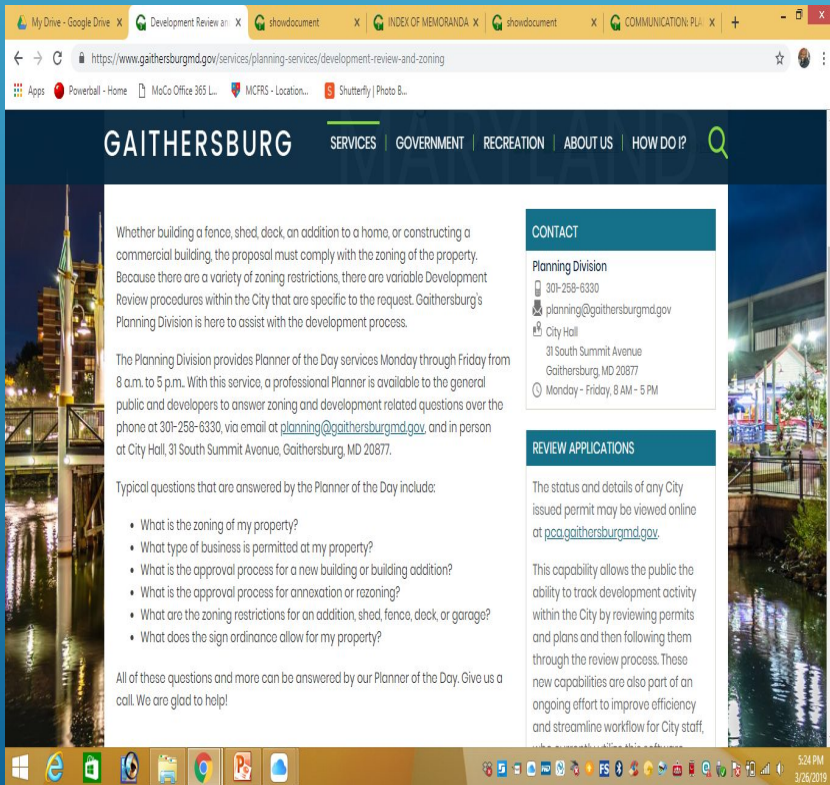 My Drive - Google Drive
Development Review an
showdocument
INDEX OF MEMORANDA
showdocument
COMMUNICATION: PLA
https://www.gaithersburgmd.gov/services/planning-services/development-review-and-zoning
Apps Powerball - Home MoCo Office 365 L... MCFRS - Location... Shutterfly | Photo B...
MARYLAND
GAITHERSBURG SERVICES | GOVERNMENT | RECREATION | ABOUT US | HOW DO I?
Whether building a fence, shed, deck, an addition to a home, or constructing a
commercial building, the proposal must comply with the zoning of the property.
Because there are a variety of zoning restrictions, there are variable Development
Review procedures within the City that are specific to the request. Gaithersburg's
Planning Division is here to assist with the development process.
The Planning Division provides Planner of the Day services Monday through Friday from
8 a.m. to 5 p.m.. With this service, a professional Planner is available to the general
public and developers to answer zoning and development related questions over the
phone at 301-258-6330, via email at planning@gaithersburgmd.gov, and in person
at City Hall, 31 South Summit Avenue, Gaithersburg, MD 20877.
Typical questions that are answered by the Planner of the Day include:
• What is the zoning of my property?
• What type of business is permitted at my property?
• What is the approval process for a new building or building addition?
• What is the approval process for annexation or rezoning?
• What are the zoning restrictions for an addition, shed, fence, deck, or garage?
• What does the sign ordinance allow for my property?
All of these questions and more can be answered by our Planner of the Day. Give us a
call. We are glad to help!
CONTACT
Planning Division
301-258-6330
planning@gaithersburgmd.gov
City Hall
31 South Summit Avenue
Gaithersburg, MD 20877
Monday - Friday, 8 AM - 5 PM
REVIEW APPLICATIONS
The status and details of any City
issued permit may be viewed online
at pca.gaithersburgmd.gov.
This capability allows the public the
ability to track development activity
within the City by reviewing permits
and plans and then following them
through the review process. These
new capabilities are also part of an
ongoing effort to improve efficiency
and streamline workflow for City staff,
who currently utilize this software
5:24 PM
3/26/2019